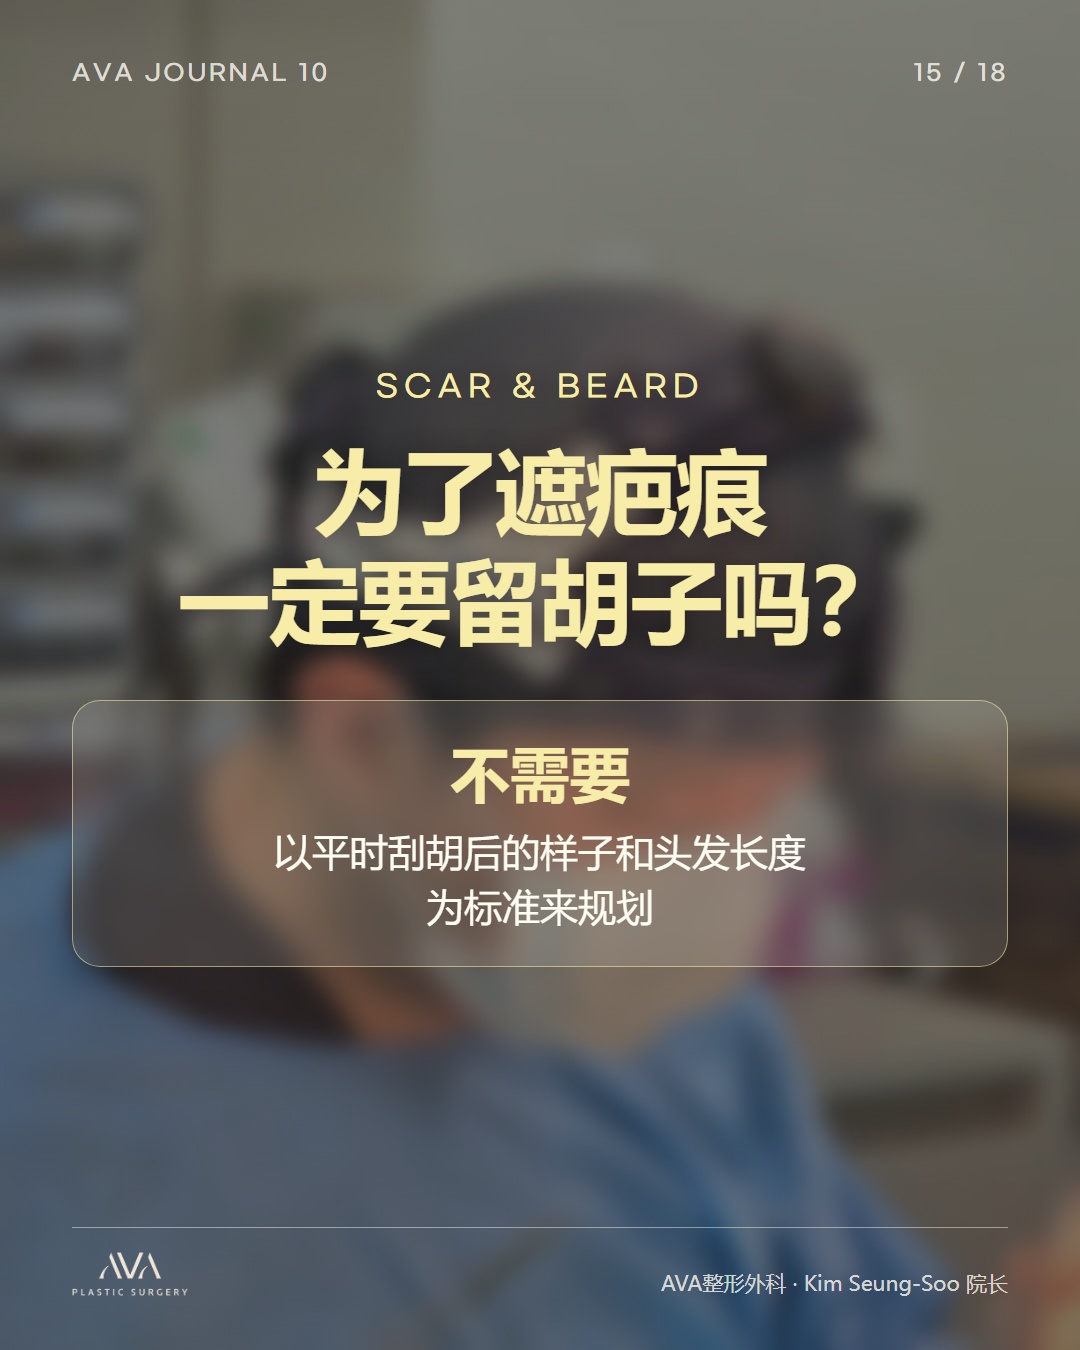 AVA JOURNAL 10
15 / 18
SCAR & BEARD
为了遮疤痕
一定要留胡子吗?
不需要
以平时刮胡后的样子和头发长度
为标准来规划
AVA
PLASTIC SURGERY
AVA整形外科 · Kim Seung-Soo 院长